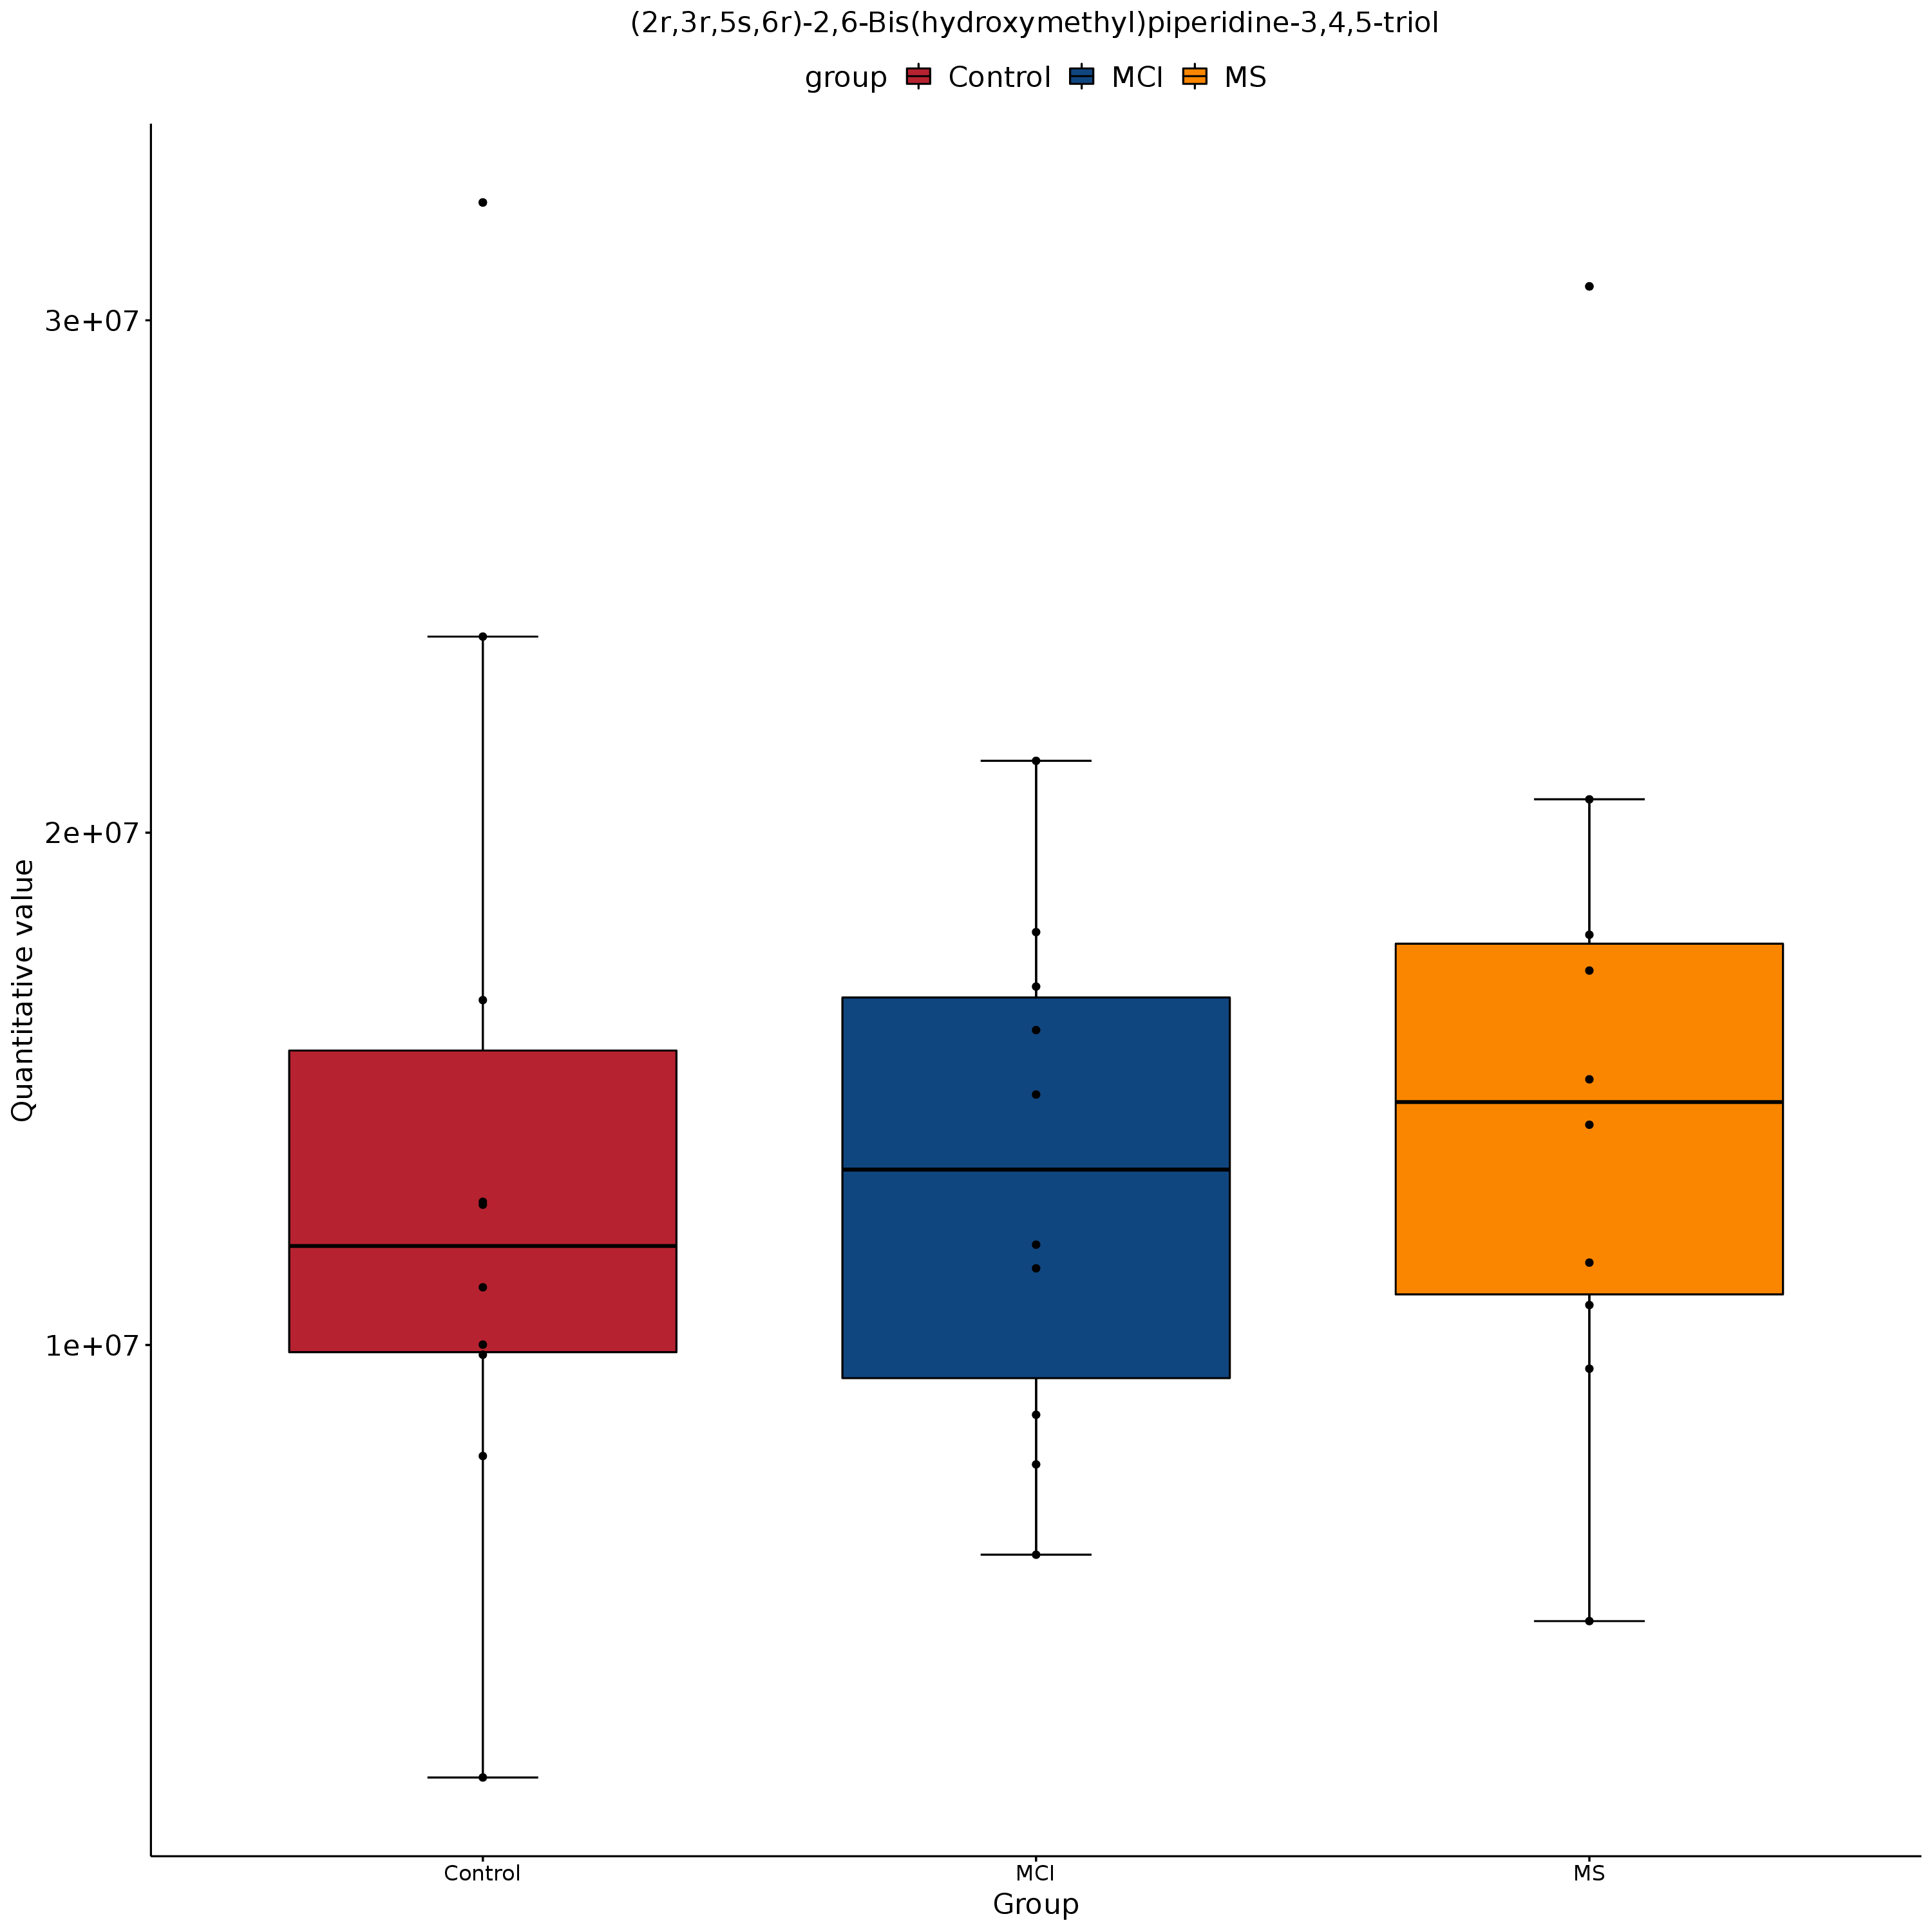 (2r,3r,5s,6r)-2,6-Bis(hydroxymethyl)piperidine-3,4,5-triol
group Control MCI MS
3e+07
2e+07
1e+07
Quantitative value
Control MCI MS
Group